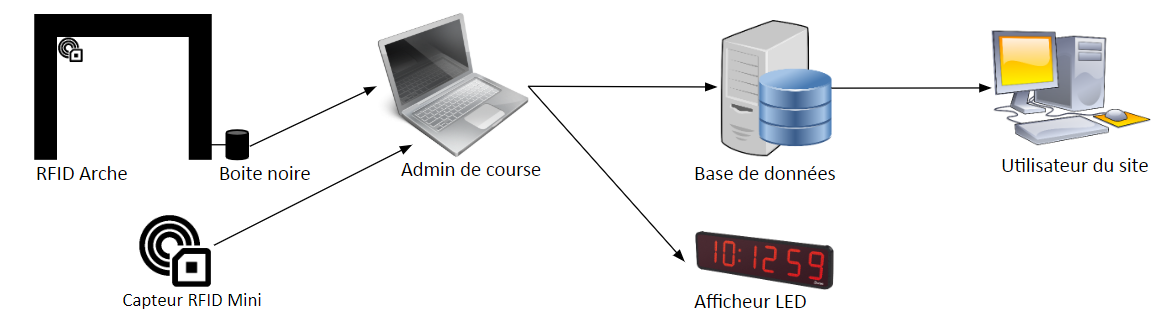 RFID Arche
Boite noire
Admin de course
Base de données
Utilisateur du site
Capteur RFID Mini
10:12 59
Afficheur LED